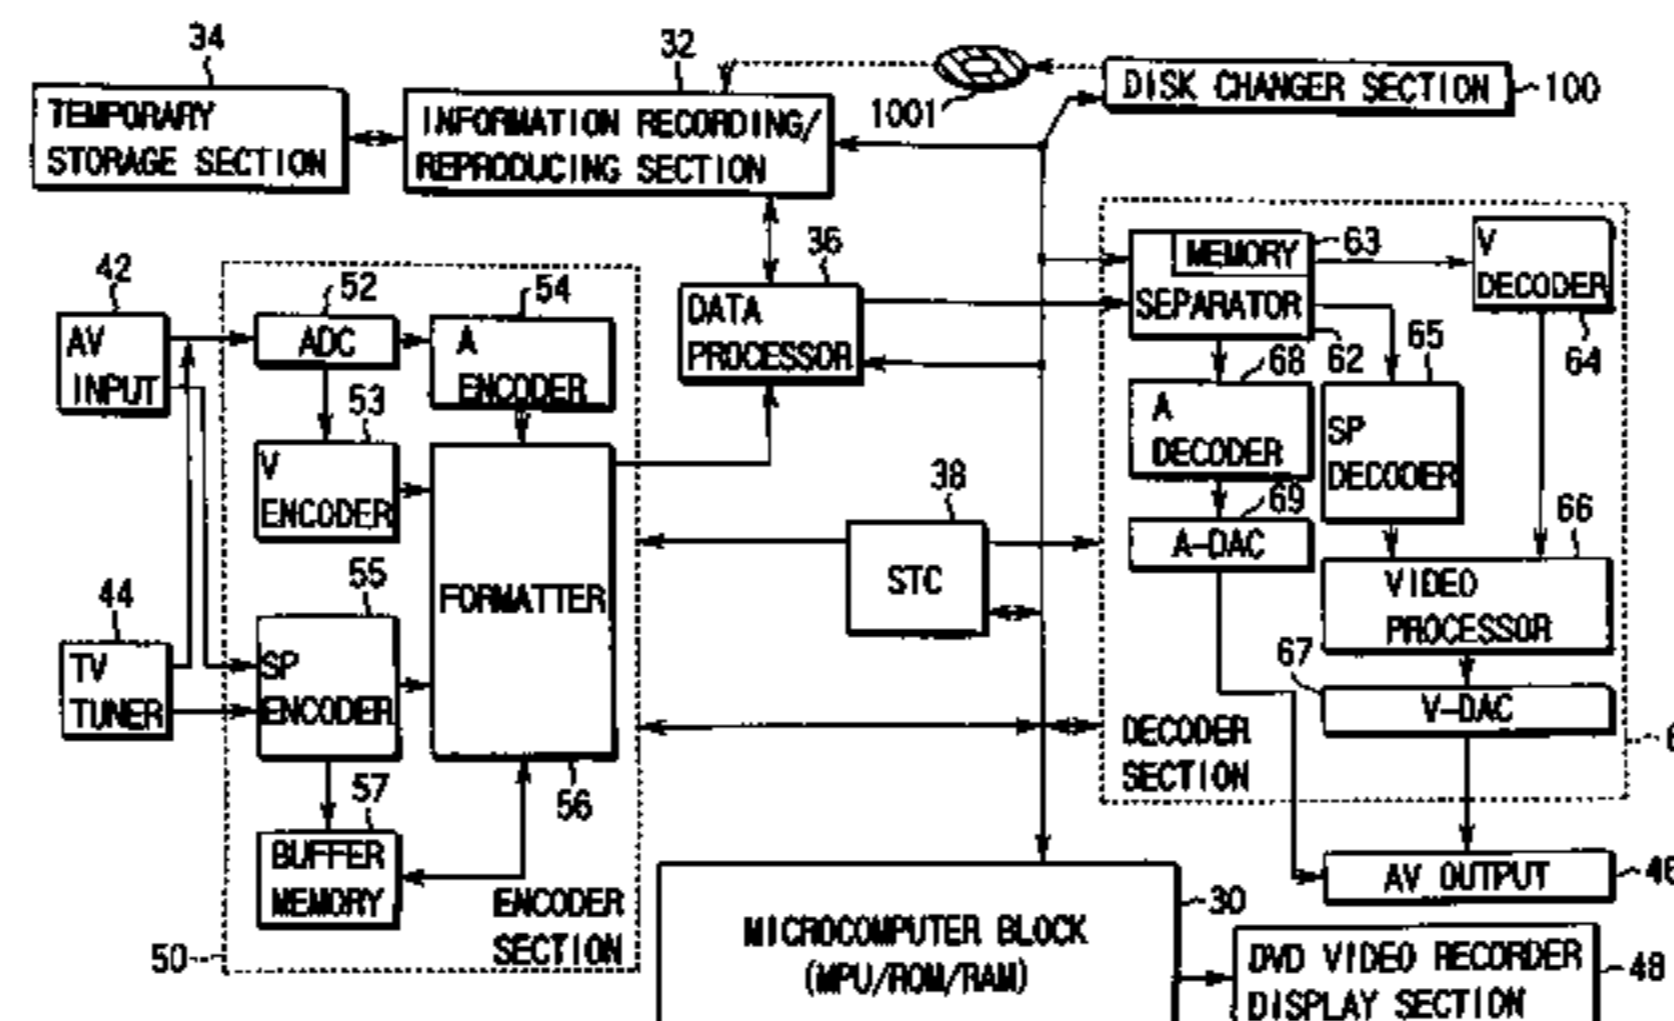 34
TEMPORARY
STORAGE SECTION
32
INFORMATION RECORDING/
REPRODUCING SECTION
1001
DISK CHANGER SECTION
100
42
AV
INPUT
44
TV
TUNER
52
ADC
54
A
ENCODER
53
V
ENCODER
55
SP
ENCODER
57
BUFFER
MEMORY
FORMATTER
56
50
ENCODER
SECTION
36
DATA
PROCESSOR
38
STC
MEMORY
63
SEPARATOR
62
V
DECODER
64
65
SP
DECODER
68
A
DECODER
69
A-DAC
66
VIDEO
PROCESSOR
67
V-DAC
DECODER
SECTION
AV OUTPUT
46
MICROCOMPUTER BLOCK
(MPU/ROM/RAM)
30
DVD VIDEO RECORDER
DISPLAY SECTION
48